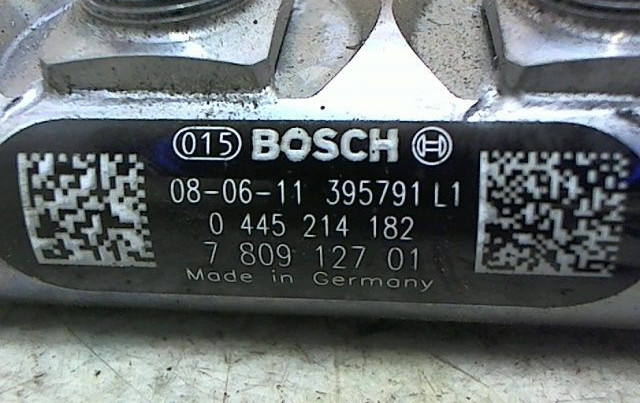 015 BOSCH
08-06-11 395791 L1
0 445 214 182
7 809 127 01
Made in Germany